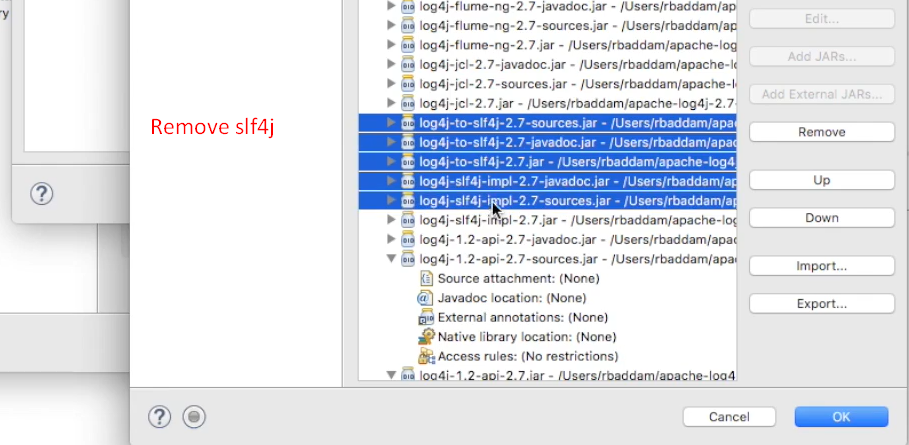 ry
log4j-flume-ng-2.7-javadoc.jar - /Users/rbaddam/apac
log4j-flume-ng-2.7-sources.jar - /Users/rbaddam/apac
log4j-flume-ng-2.7.jar - /Users/rbaddam/apache-log
log4j-jcl-2.7-javadoc.jar - /Users/rbaddam/apache-l
log4j-jcl-2.7-sources.jar - /Users/rbaddam/apache-l
log4j-jcl-2.7.jar - /Users/rbaddam/apache-log4j-2.7-
log4j-to-slf4j-2.7-sources.jar - /Users/rbaddam/apac
log4j-to-slf4j-2.7-javadoc.jar - /Users/rbaddam/apac
log4j-to-slf4j-2.7.jar - /Users/rbaddam/apache-log4
log4j-slf4j-impl-2.7-javadoc.jar - /Users/rbaddam/ap
log4j-slf4j-impl-2.7-sources.jar - /Users/rbaddam/ap
log4j-slf4j-impl-2.7.jar - /Users/rbaddam/apache-log
log4j-1.2-api-2.7-javadoc.jar - /Users/rbaddam/apac
log4j-1.2-api-2.7-sources.jar - /Users/rbaddam/apac
Source attachment: (None)
Javadoc location: (None)
External annotations: (None)
Native library location: (None)
Access rules: (No restrictions)
log4j-1.2-api-2.7.jar - /Users/rbaddam/apache-log4
Remove slf4j
Edit...
Add JARs...
Add External JARs...
Remove
Up
Down
Import...
Export...
Cancel
OK